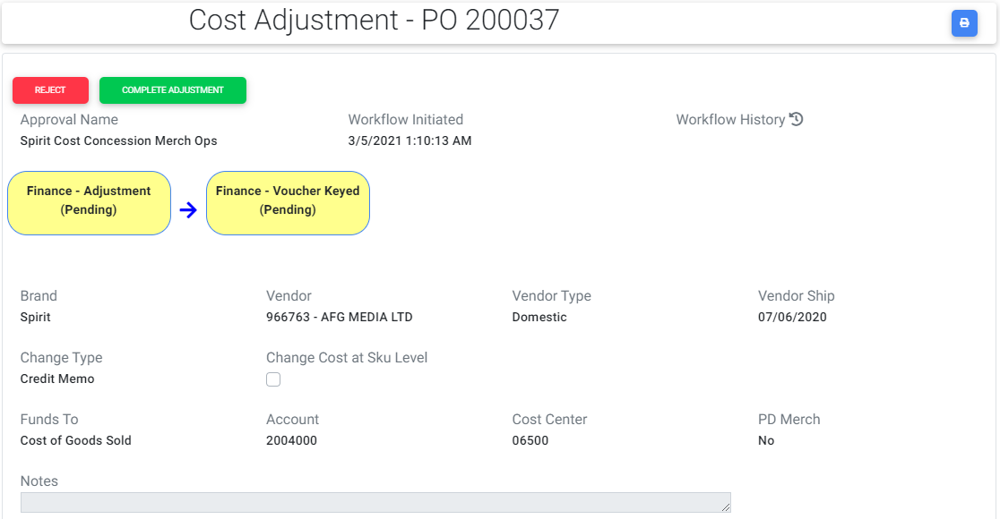 Cost Adjustment - PO 200037
REJECT
COMPLETE ADJUSTMENT
Approval Name
Workflow Initiated
Workflow History
Spirit Cost Concession Merch Ops
3/5/2021 1:10:13 AM
Finance - Adjustment
(Pending)
Finance - Voucher Keyed
(Pending)
Brand
Vendor
Vendor Type
Vendor Ship
Spirit
966763 - AFG MEDIA LTD
Domestic
07/06/2020
Change Type
Change Cost at Sku Level
Credit Memo
Funds To
Account
Cost Center
PD Merch
Cost of Goods Sold
2004000
06500
No
Notes